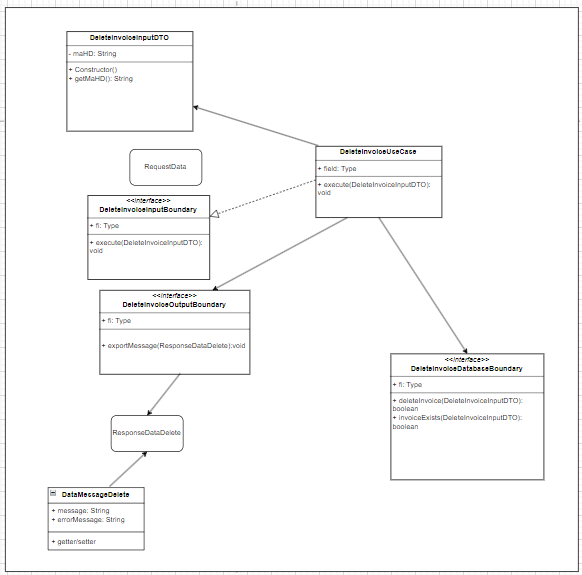 DeleteInvoiceInputDTO
- maHD: String
+ Constructor()
+ getMaHD(): String
RequestData
DeleteInvoiceUseCase
+ field: Type
+ execute(DeleteInvoiceInputDTO):
void
<<interface>>
DeleteInvoiceInputBoundary
+ fi: Type
+ execute(DeleteInvoiceInputDTO):
void
<<interface>>
DeleteInvoiceOutputBoundary
+ fi: Type
+ exportMessage(ResponseDataDelete):void
<<interface>>
DeleteInvoiceDatabaseBoundary
+ fi: Type
+ deleteInvoice(DeleteInvoiceInputDTO):
boolean
+ invoiceExists(DeleteInvoiceInputDTO):
boolean
ResponseDataDelete
DataMessageDelete
+ message: String
+ errorMessage: String
+ getter/setter